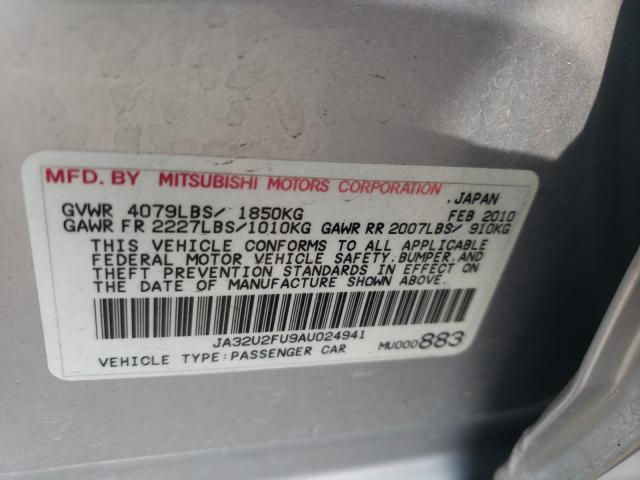 MFD. BY MITSUBISHI MOTORS CORPORATION
,JAPAN
GVWR 4079LBS/ 1850KG FEB 2010
GAWR FR 2227LBS/1010KG GAWR RR 2007LBS/ 910KG
THIS VEHICLE CONFORMS TO ALL APPLICABLE
FEDERAL MOTOR VEHICLE SAFETY,BUMPER,AND
THEFT PREVENTION STANDARDS IN EFFECT ON
THE DATE OF MANUFACTURE SHOWN ABOVE.
JA32U2FU9AU024941
VEHICLE TYPE:PASSENGER CAR MU000883